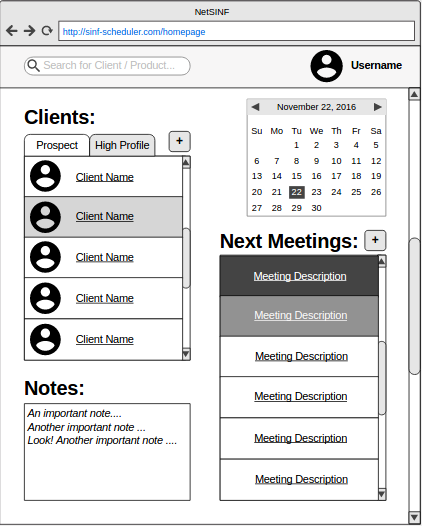 NetSINF
http://sinf-scheduler.com/homepage
Search for Client / Product...
Username
Clients:
Prospect
High Profile
+
Client Name
Client Name
Client Name
Client Name
Client Name
Notes:
An important note....
Another important note ...
Look! Another important note ....
November 22, 2016
Su Mo Tu We Th Fr Sa
1 2 3 4 5
6 7 8 9 10 11 12
13 14 15 16 17 18 19
20 21 22 23 24 25 26
27 28 29 30
Next Meetings:
+
Meeting Description
Meeting Description
Meeting Description
Meeting Description
Meeting Description
Meeting Description